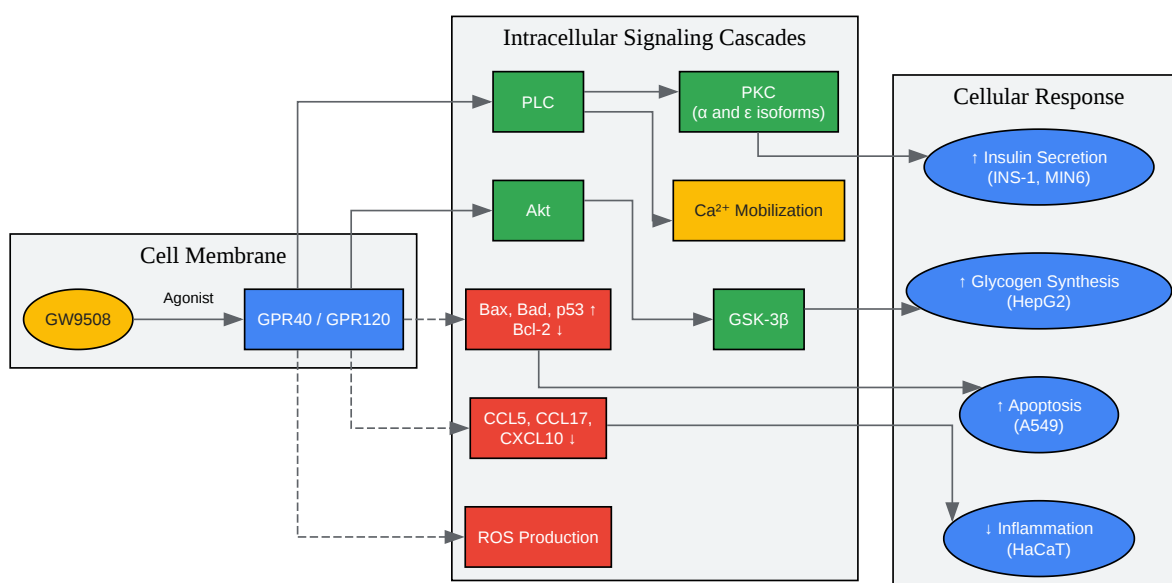 Intracellular Signaling Cascades
PLC
PKC
(α and ε isoforms)
Cellular Response
↑ Insulin Secretion
(INS-1, MIN6)
Akt
Ca²⁺ Mobilization
Cell Membrane
GW9508
Agonist
GPR40 / GPR120
Bax, Bad, p53 ↑
Bcl-2 ↓
GSK-3β
↑ Glycogen Synthesis
(HepG2)
CCL5, CCL17,
CXCL10 ↓
↑ Apoptosis
(A549)
ROS Production
↓ Inflammation
(HaCaT)